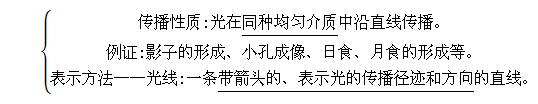 传播性质:光在同种均匀介质中沿直线传播。
例证:影子的形成、小孔成像、日食、月食的形成等。
表示方法——光线:一条带箭头的、表示光的传播径迹和方向的直线。